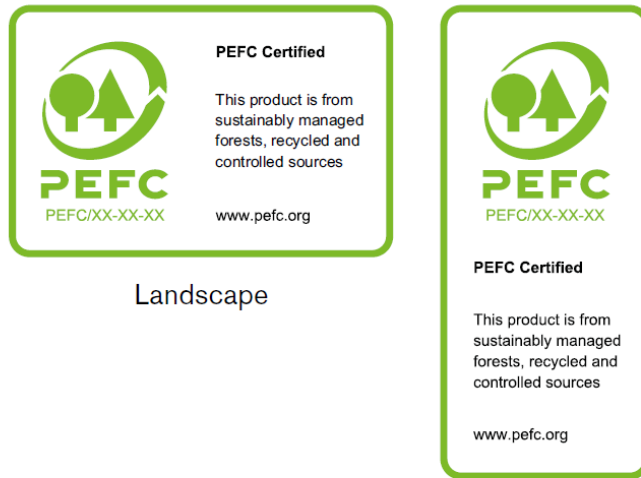 PEFC Certified
This product is from
sustainably managed
forests, recycled and
controlled sources
www.pefc.org
PEFC
PEFC/XX-XX-XX
Landscape
PEFC
PEFC/XX-XX-XX
PEFC Certified
This product is from
sustainably managed
forests, recycled and
controlled sources
www.pefc.org